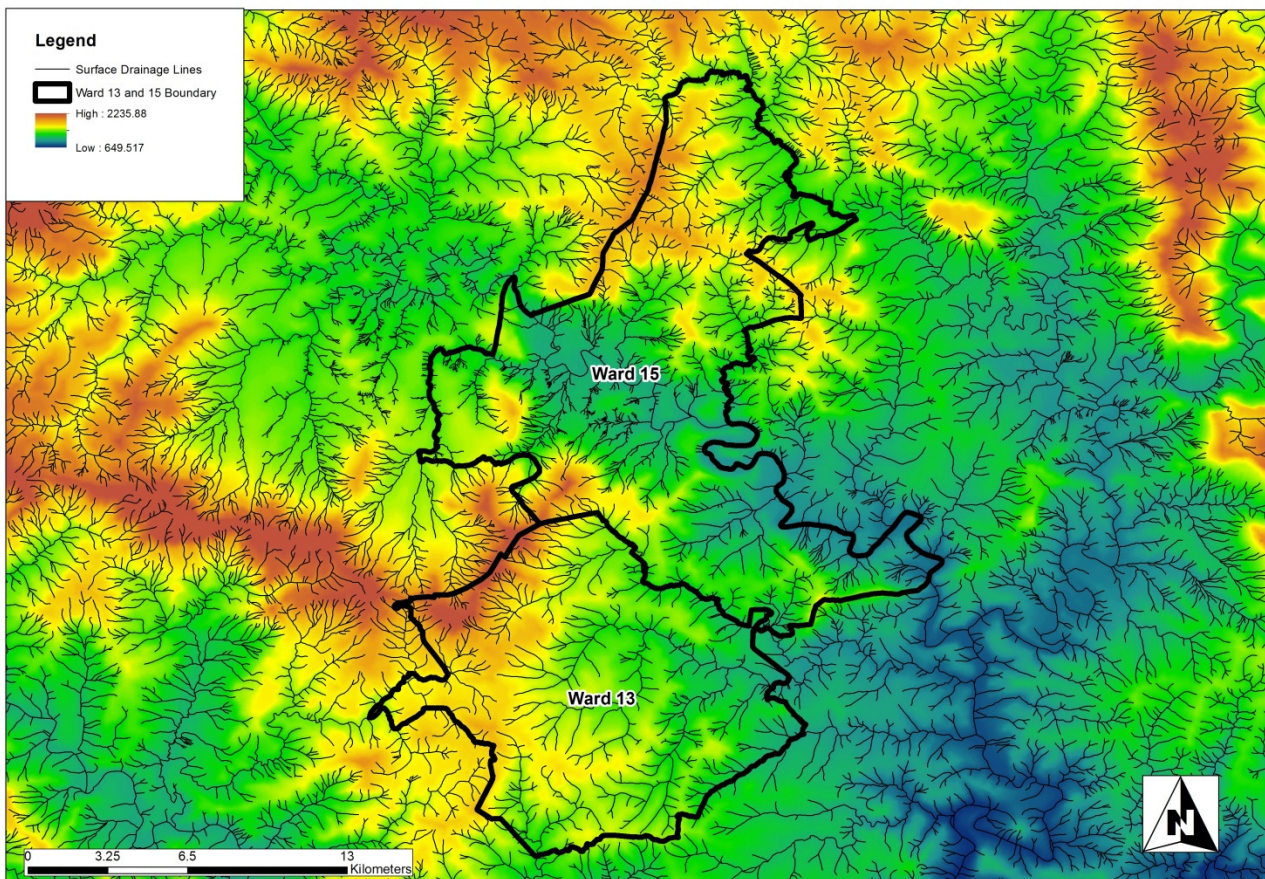 Legend
Surface Drainage Lines
Ward 13 and 15 Boundary
High : 2235.88
Low : 649.517
Ward 15
Ward 13
N
0 3.25 6.5 13
Kilometers